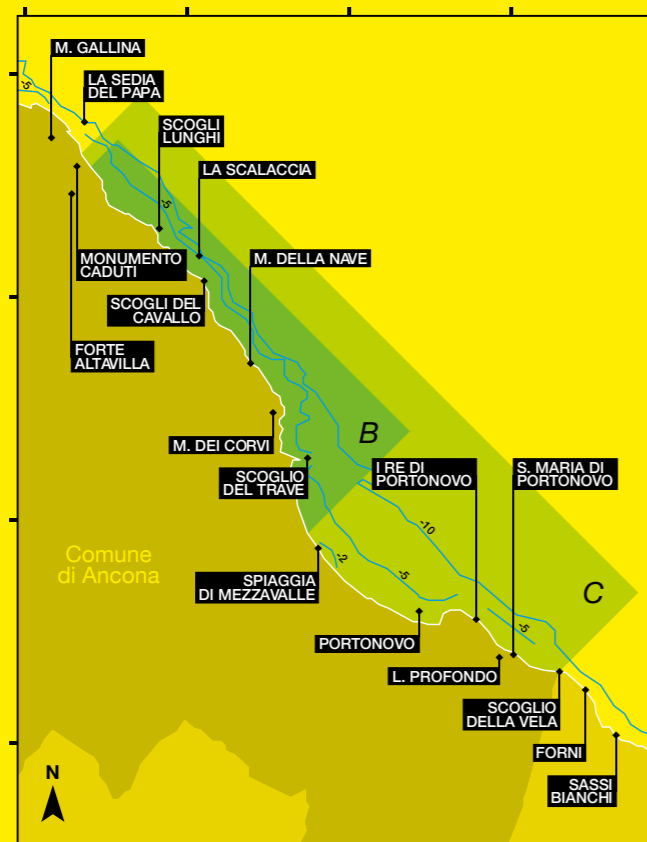 M. GALLINA
-5
LA SEDIA
DEL PAPA
SCOGLI
LUNGHI
LA SCALACCIA
-5
MONUMENTO
CADUTI
M. DELLA NAVE
SCOGLI DEL
CAVALLO
FORTE
ALTAVILLA
B
M. DEI CORVI
SCOGLIO
DEL TRAVE
I RE DI
PORTONOVO
S. MARIA DI
PORTONOVO
-10
Comune
di Ancona
-2
-5
SPIAGGIA
DI MEZZAVALLE
C
-5
PORTONOVO
L. PROFONDO
SCOGLIO
DELLA VELA
FORNI
SASSI
BIANCHI
N